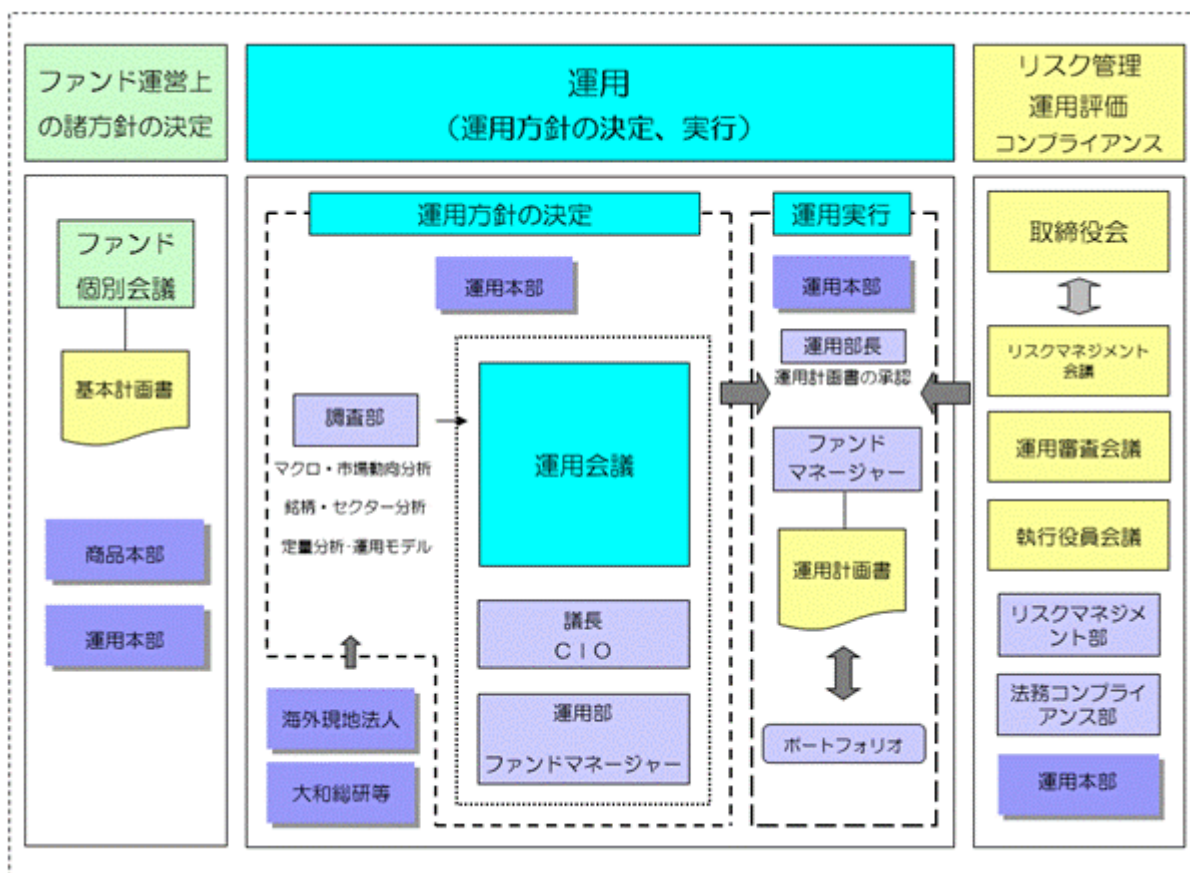 ファンド運営上
の諸方針の決定
運用
（運用方針の決定、実行）
リスク管理
運用評価
コンプライアンス
ファンド
個別会議
基本計画書
商品本部
運用本部
運用方針の決定
運用本部
調査部
マクロ・市場動向分析
銘柄・セクター分析
定量分析･運用モデル
海外現地法人
大和総研等
運用会議
議長
ＣＩＯ
運用部
ファンドマネージャー
運用実行
運用本部
運用部長
運用計画書の承認
ファンド
マネージャー
運用計画書
ポートフォリオ
取締役会
リスクマネジメント
会議
運用審査会議
執行役員会議
リスクマネジメ
ント部
法務コンプライ
アンス部
運用本部